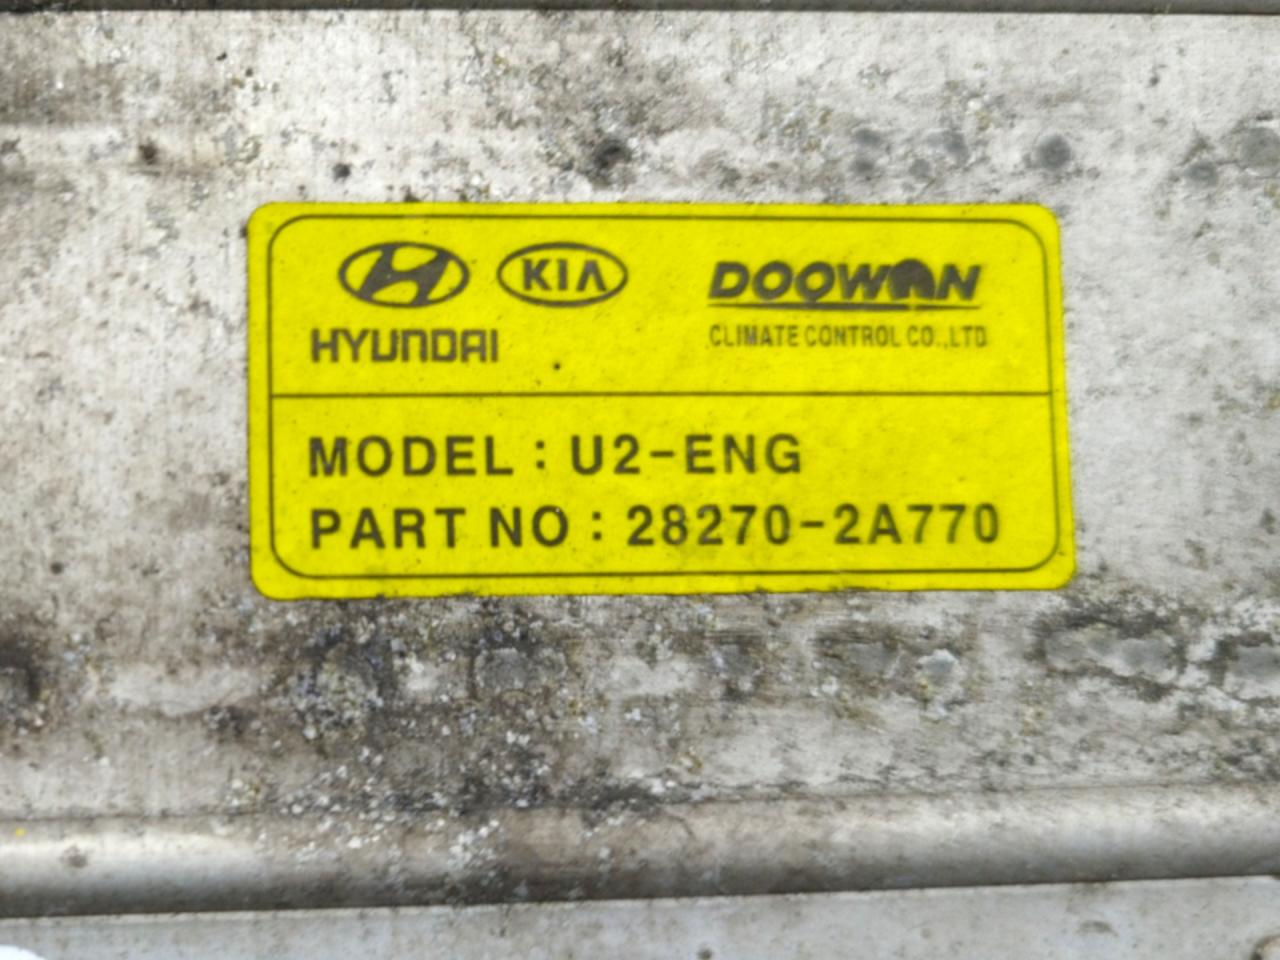 KIA
DOOWON
HYUNDAI
CLIMATE CONTROL CO.,LTD
MODEL : U2-ENG
PART NO : 28270-2A770